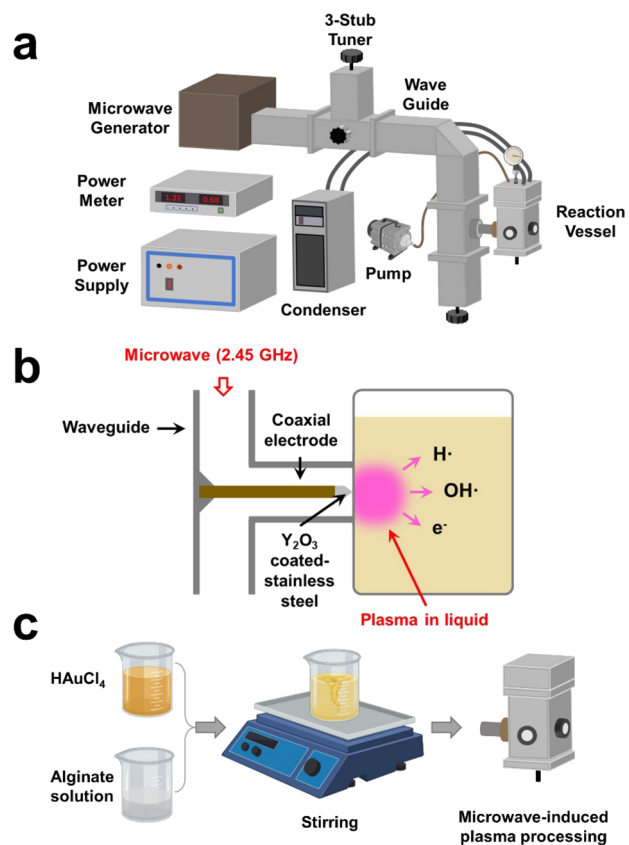 a
3-Stub
Tuner
Microwave
Generator
Wave
Guide
Power
Meter
1.31 0.68
Reaction
Vessel
Power
Supply
Pump
Condenser
b
Microwave (2.45 GHz)
Waveguide
Coaxial
electrode
H·
OH·
e⁻
Y₂O₃
coated-
stainless
steel
Plasma in liquid
c
HAuCl₄
Alginate
solution
Stirring
Microwave-induced
plasma processing